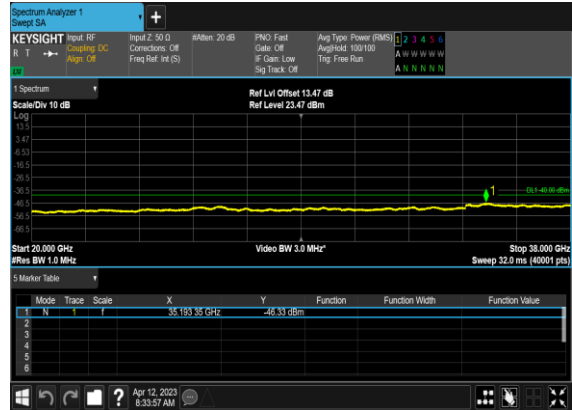 Spectrum Analyzer 1
Swept SA
+
KEYSIGHT Input: RF Input Z: 50 Ω #Atten: 20 dB PNO: Fast Avg Type: Power (RMS) 1 2 3 4 5 6
R T Coupling: DC Corrections: Off Gate: Off Avg|Hold: 100/100 A W W W W W
Align: Off Freq Ref: Int (S) IF Gain: Low Trig: Free Run
Sig Track: Off A N N N N N
1 Spectrum
Ref Lvl Offset 13.47 dB
Scale/Div 10 dB Ref Level 23.47 dBm
Log
13.5
3.47
-6.53
-16.5
-26.5
-36.5 1 DL1 -40.00 dBm
-46.5
-56.5
-66.5
Start 20.000 GHz Video BW 3.0 MHz* Stop 38.000 GHz
#Res BW 1.0 MHz Sweep 32.0 ms (40001 pts)
5 Marker Table
Mode Trace Scale X Y Function Function Width Function Value
1 N 1 f 35.193 35 GHz -46.33 dBm
2
3
4
5
6
? Apr 12, 2023
8:33:57 AM